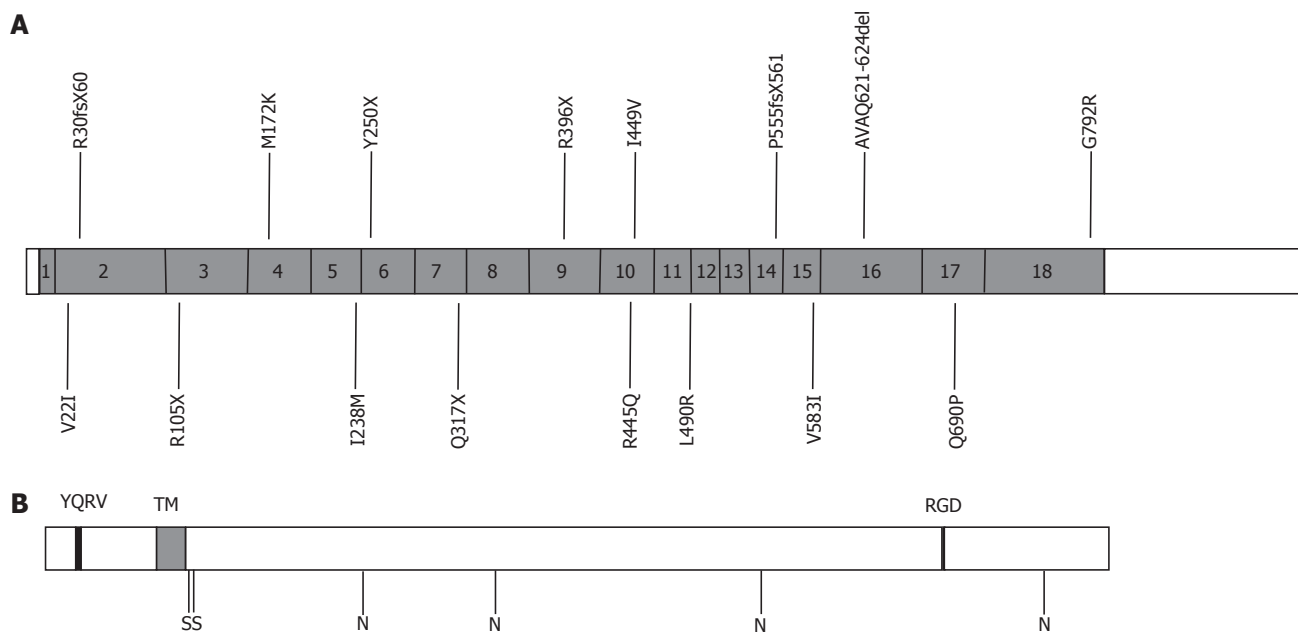 A
R30fsX60 M172K Y250X R396X I449V P555fsX561 AVAQ621-624del G792R
1 2 3 4 5 6 7 8 9 10 11 12 13 14 15 16 17 18
V22I R105X I238M Q317X R445Q L490R V583I Q690P
B
YQRV TM RGD
SS N N N N